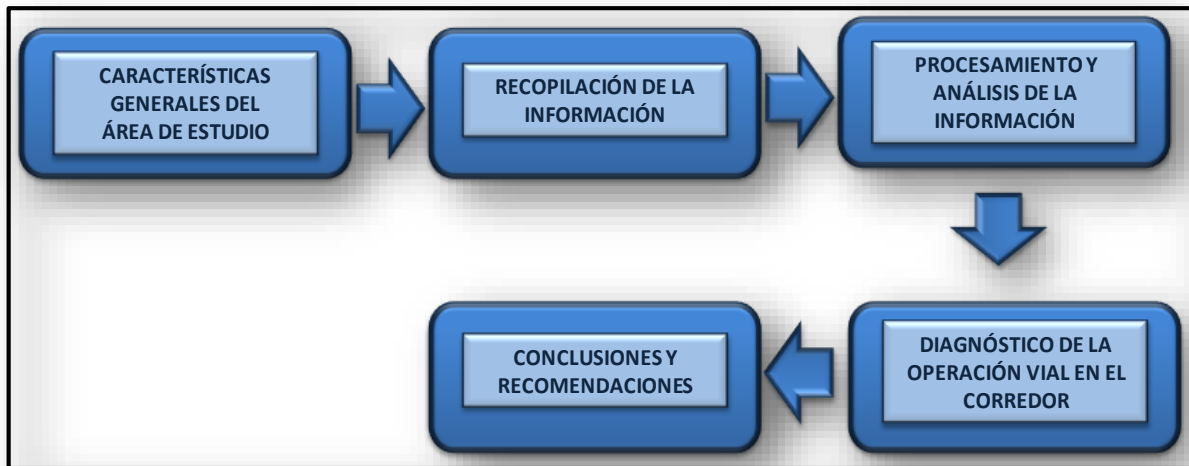 CARACTERÍSTICAS
GENERALES DEL
ÁREA DE ESTUDIO
RECOPILACIÓN DE LA
INFORMACIÓN
PROCESAMIENTO Y
ANÁLISIS DE LA
INFORMACIÓN
DIAGNÓSTICO DE LA
OPERACIÓN VIAL EN EL
CORREDOR
CONCLUSIONES Y
RECOMENDACIONES